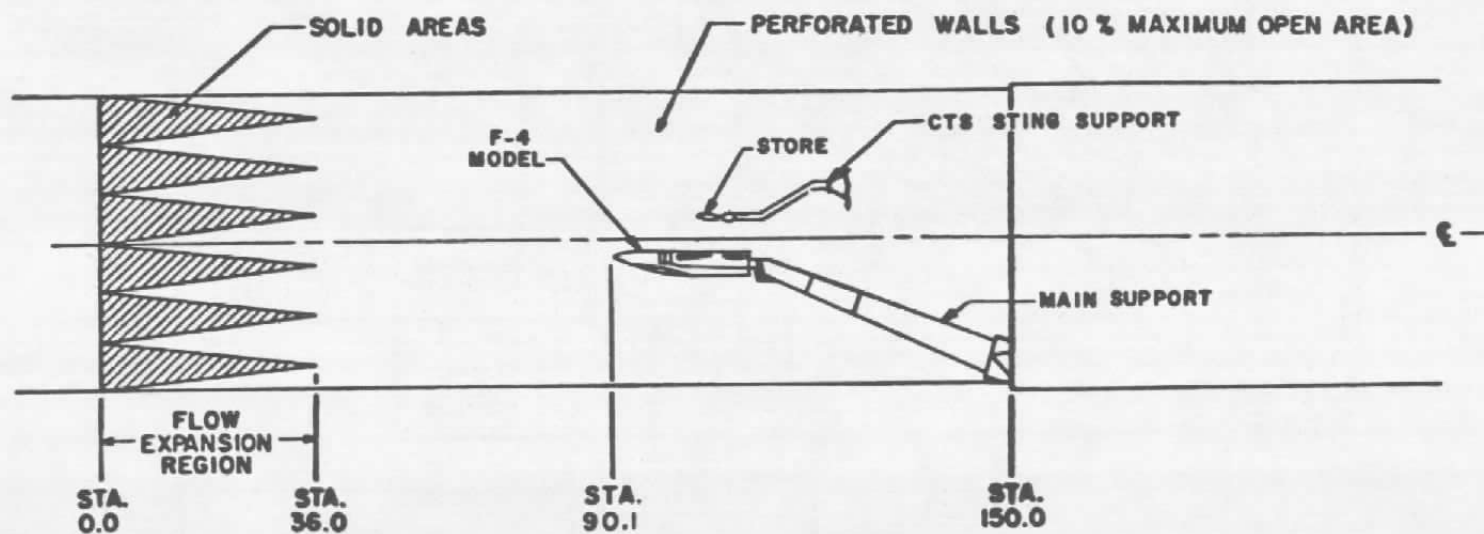 SOLID AREAS
PERFORATED WALLS (10 % MAXIMUM OPEN AREA)
F-4
MODEL
STORE
CTS STING SUPPORT
℄
MAIN SUPPORT
FLOW
EXPANSION
REGION
STA.
0.0
STA.
36.0
STA.
90.1
STA.
150.0